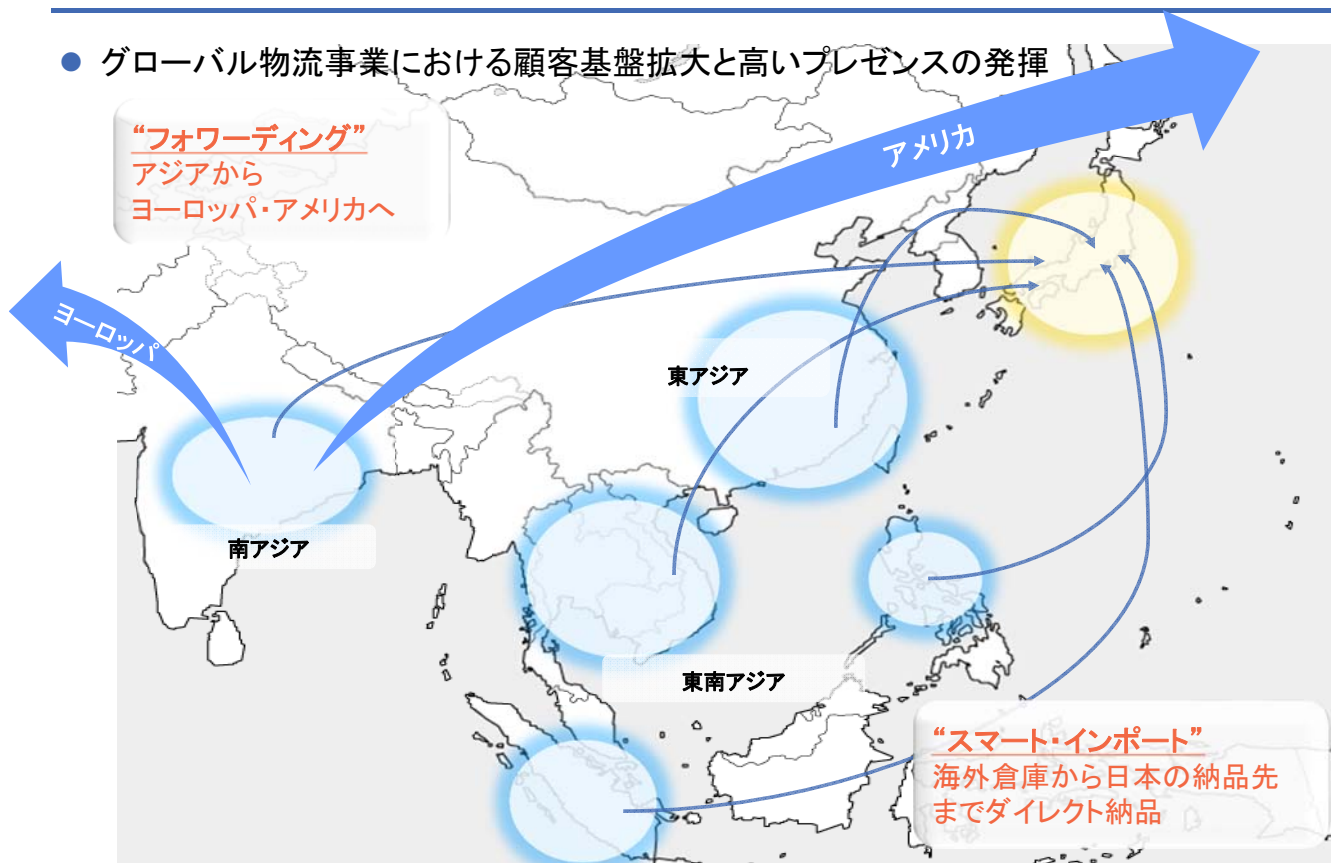 ● グローバル物流事業における顧客基盤拡大と高いプレゼンスの発揮
“フォワーディング”
アジアから
ヨーロッパ・アメリカへ
アメリカ
ヨーロッパ
東アジア
南アジア
東南アジア
“スマート・インポート”
海外倉庫から日本の納品先
までダイレクト納品